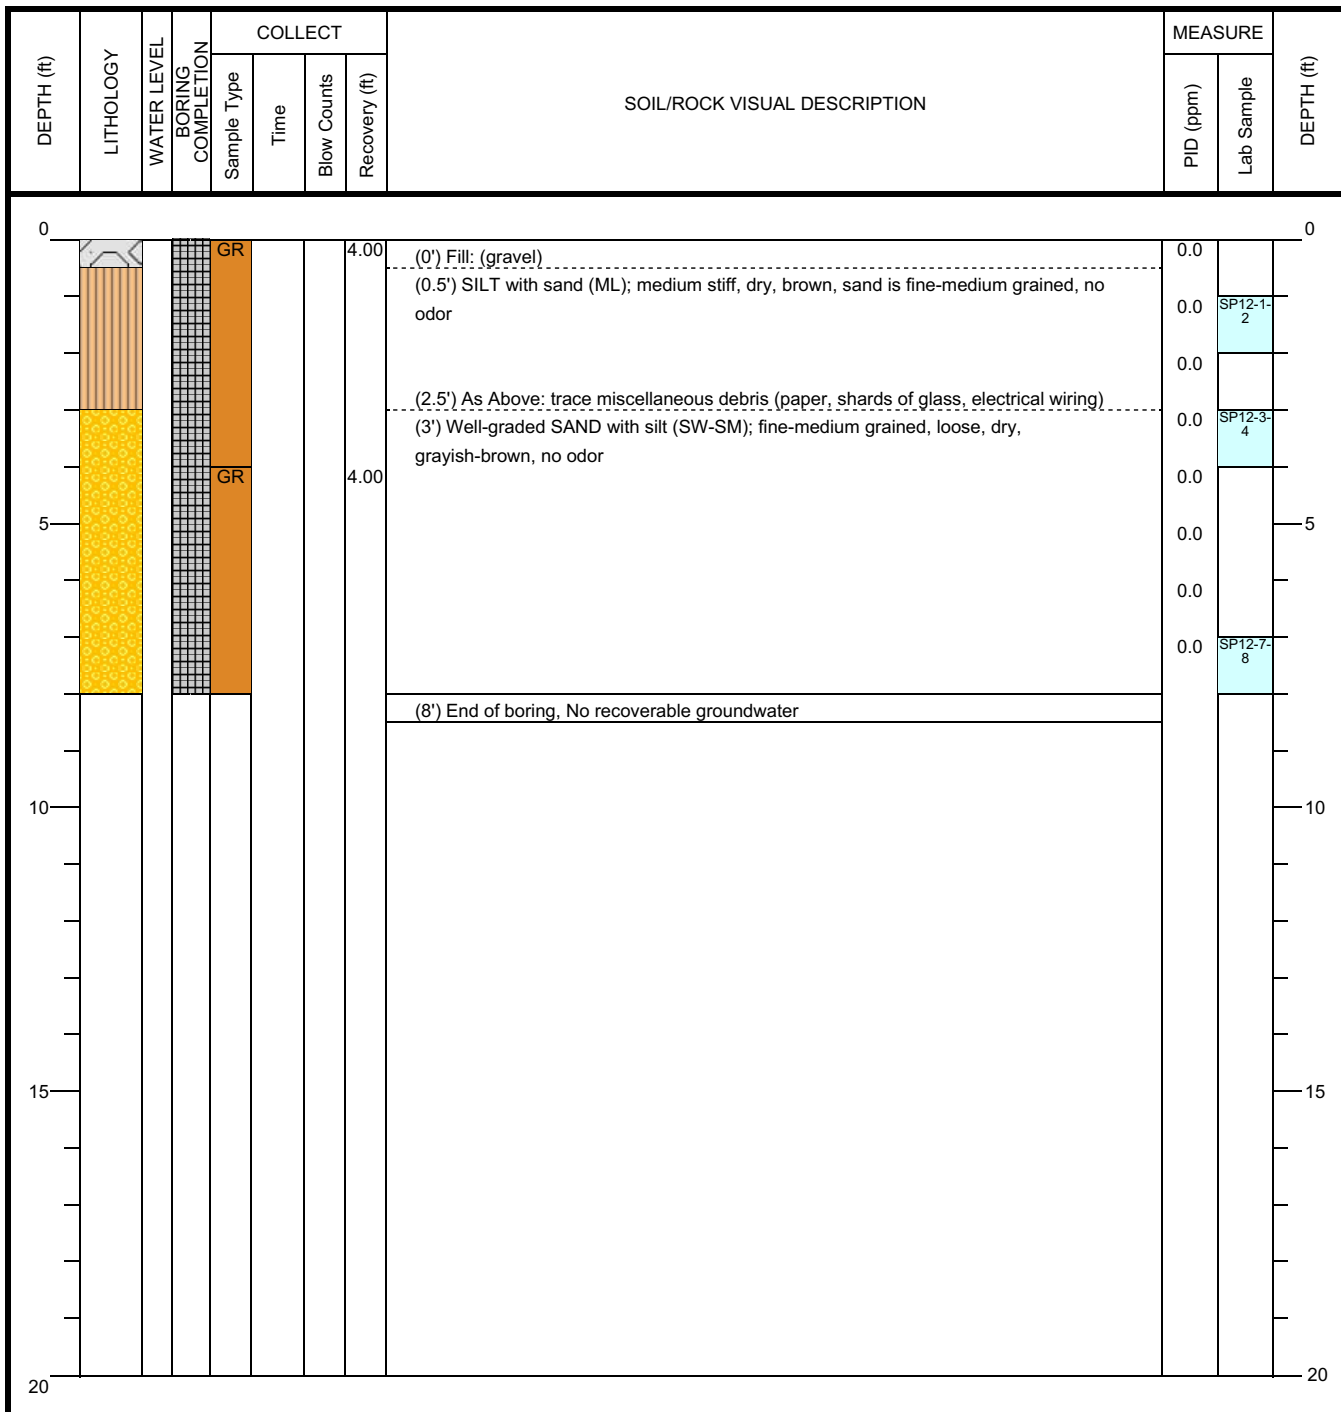 COLLECT
MEASURE
DEPTH (ft)
LITHOLOGY
WATER LEVEL
BORING
COMPLETION
Sample Type
Time
Blow Counts
Recovery (ft)
SOIL/ROCK VISUAL DESCRIPTION
PID (ppm)
Lab Sample
DEPTH (ft)
0
0
GR
4.00
(0') Fill: (gravel)
0.0
(0.5') SILT with sand (ML); medium stiff, dry, brown, sand is fine-medium grained, no
odor
0.0
SP12-1-
2
0.0
(2.5') As Above: trace miscellaneous debris (paper, shards of glass, electrical wiring)
(3') Well-graded SAND with silt (SW-SM); fine-medium grained, loose, dry,
grayish-brown, no odor
0.0
SP12-3-
4
GR
4.00
0.0
5
5
0.0
0.0
0.0
SP12-7-
8
(8') End of boring, No recoverable groundwater
10
10
15
15
20
20